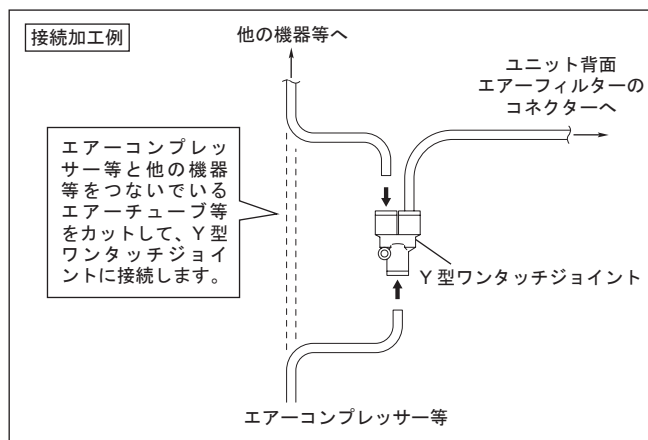 接続加工例
他の機器等へ
ユニット背面
エアーフィルターの
コネクターへ
エアーコンプレッ
サー等と他の機器
等をつないでいる
エアーチューブ等
をカットして、Y型
ワンタッチジョイ
ントに接続します。
Y型ワンタッチジョイント
エアーコンプレッサー等